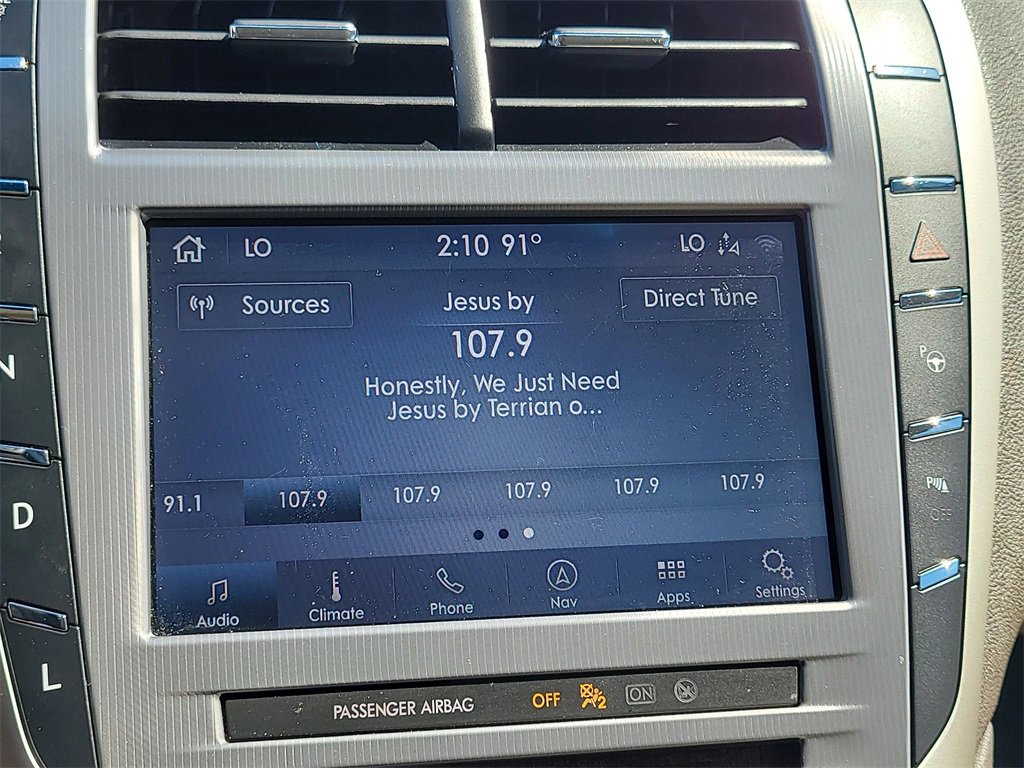 LO 2:10 91° LO
Sources
Jesus by
Direct Tune
107.9
Honestly, We Just Need
Jesus by Terrian o...
91.1 107.9 107.9 107.9 107.9 107.9
Audio Climate Phone Nav Apps Settings
N
D
L
P
P
OFF
PASSENGER AIRBAG OFF 2 ON